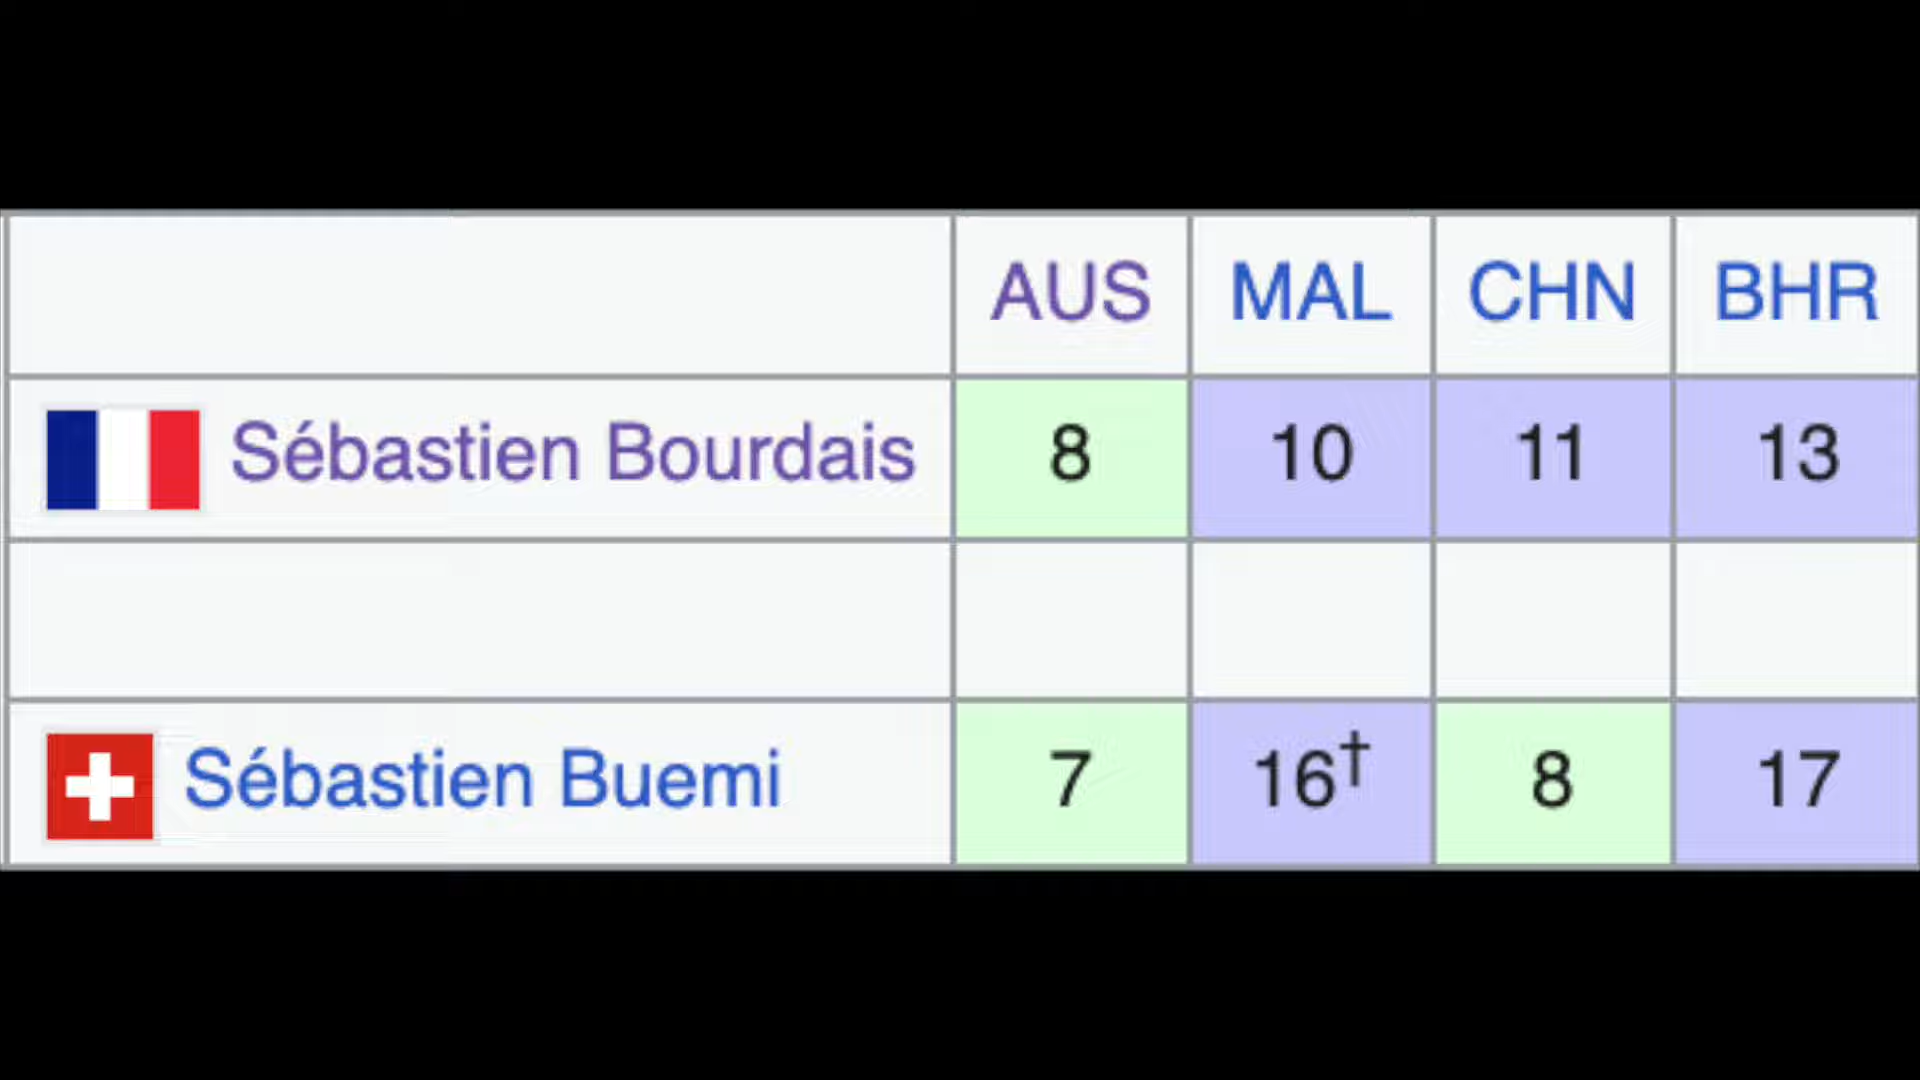 AUS MAL CHN BHR
Sébastien Bourdais 8 10 11 13
Sébastien Buemi 7 16† 8 17